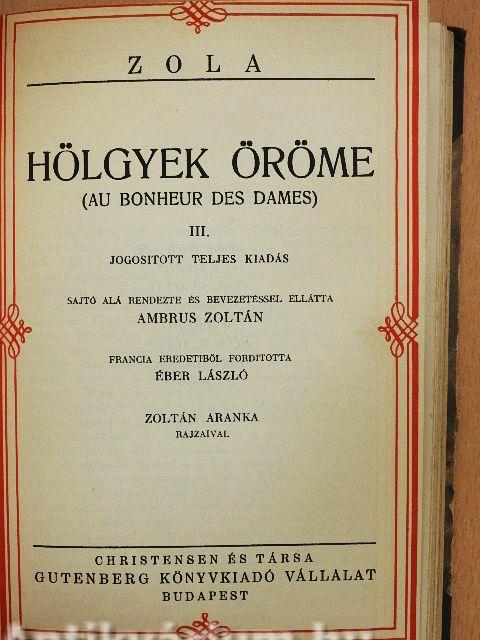 ZOLA
HÖLGYEK ÖRÖME
(AU BONHEUR DES DAMES)
III.
JOGOSITOTT TELJES KIADÁS
SAJTÓ ALÁ RENDEZTE ÉS BEVEZETÉSSEL ELLÁTTA
AMBRUS ZOLTÁN
FRANCIA EREDETIBŐL FORDITOTTA
ÉBER LÁSZLÓ
ZOLTÁN ARANKA
RAJZAIVAL
CHRISTENSEN ÉS TÁRSA
GUTENBERG KÖNYVKIADÓ VÁLLALAT
BUDAPEST